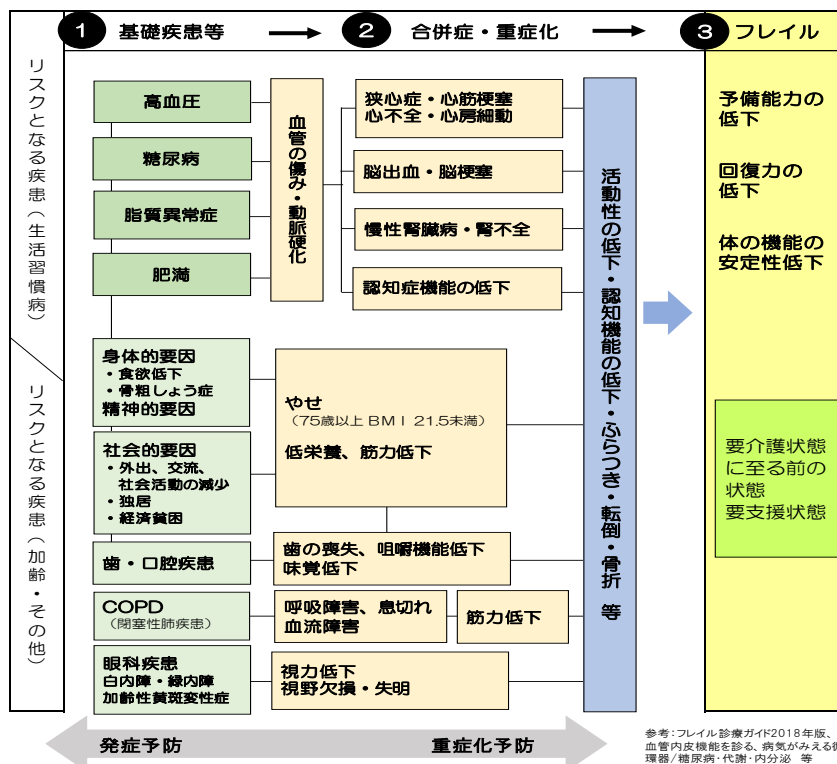 1 基礎疾患等
2 合併症・重症化
3 フレイル
リスクとなる疾患(生活習慣病)
高血圧
糖尿病
脂質異常症
肥満
血管の傷み・動脈硬化
狭心症・心筋梗塞
心不全・心房細動
脳出血・脳梗塞
慢性腎臓病・腎不全
認知症機能の低下
リスクとなる疾患(加齢・その他)
身体的要因
・食欲低下
・骨粗しょう症
精神的要因
社会的要因
・外出、交流、
社会活動の減少
・独居
・経済貧困
やせ
(75歳以上BMI 21.5未満)
低栄養、筋力低下
歯・口腔疾患
歯の喪失、咀嚼機能低下
味覚低下
COPD
(閉塞性肺疾患)
呼吸障害、息切れ
血流障害
筋力低下
眼科疾患
白内障・緑内障
加齢性黄斑変性症
視力低下
視野欠損・失明
活動性の低下・認知機能の低下・ふらつき・転倒・骨折 等
予備能力の
低下
回復力の
低下
体の機能の
安定性低下
要介護状態
に至る前の
状態
要支援状態
発症予防
重症化予防
参考:フレイル診療ガイド2018年版、
血管内皮機能を診る、病気がみえる
環器/糖尿病・代謝・内分泌 等